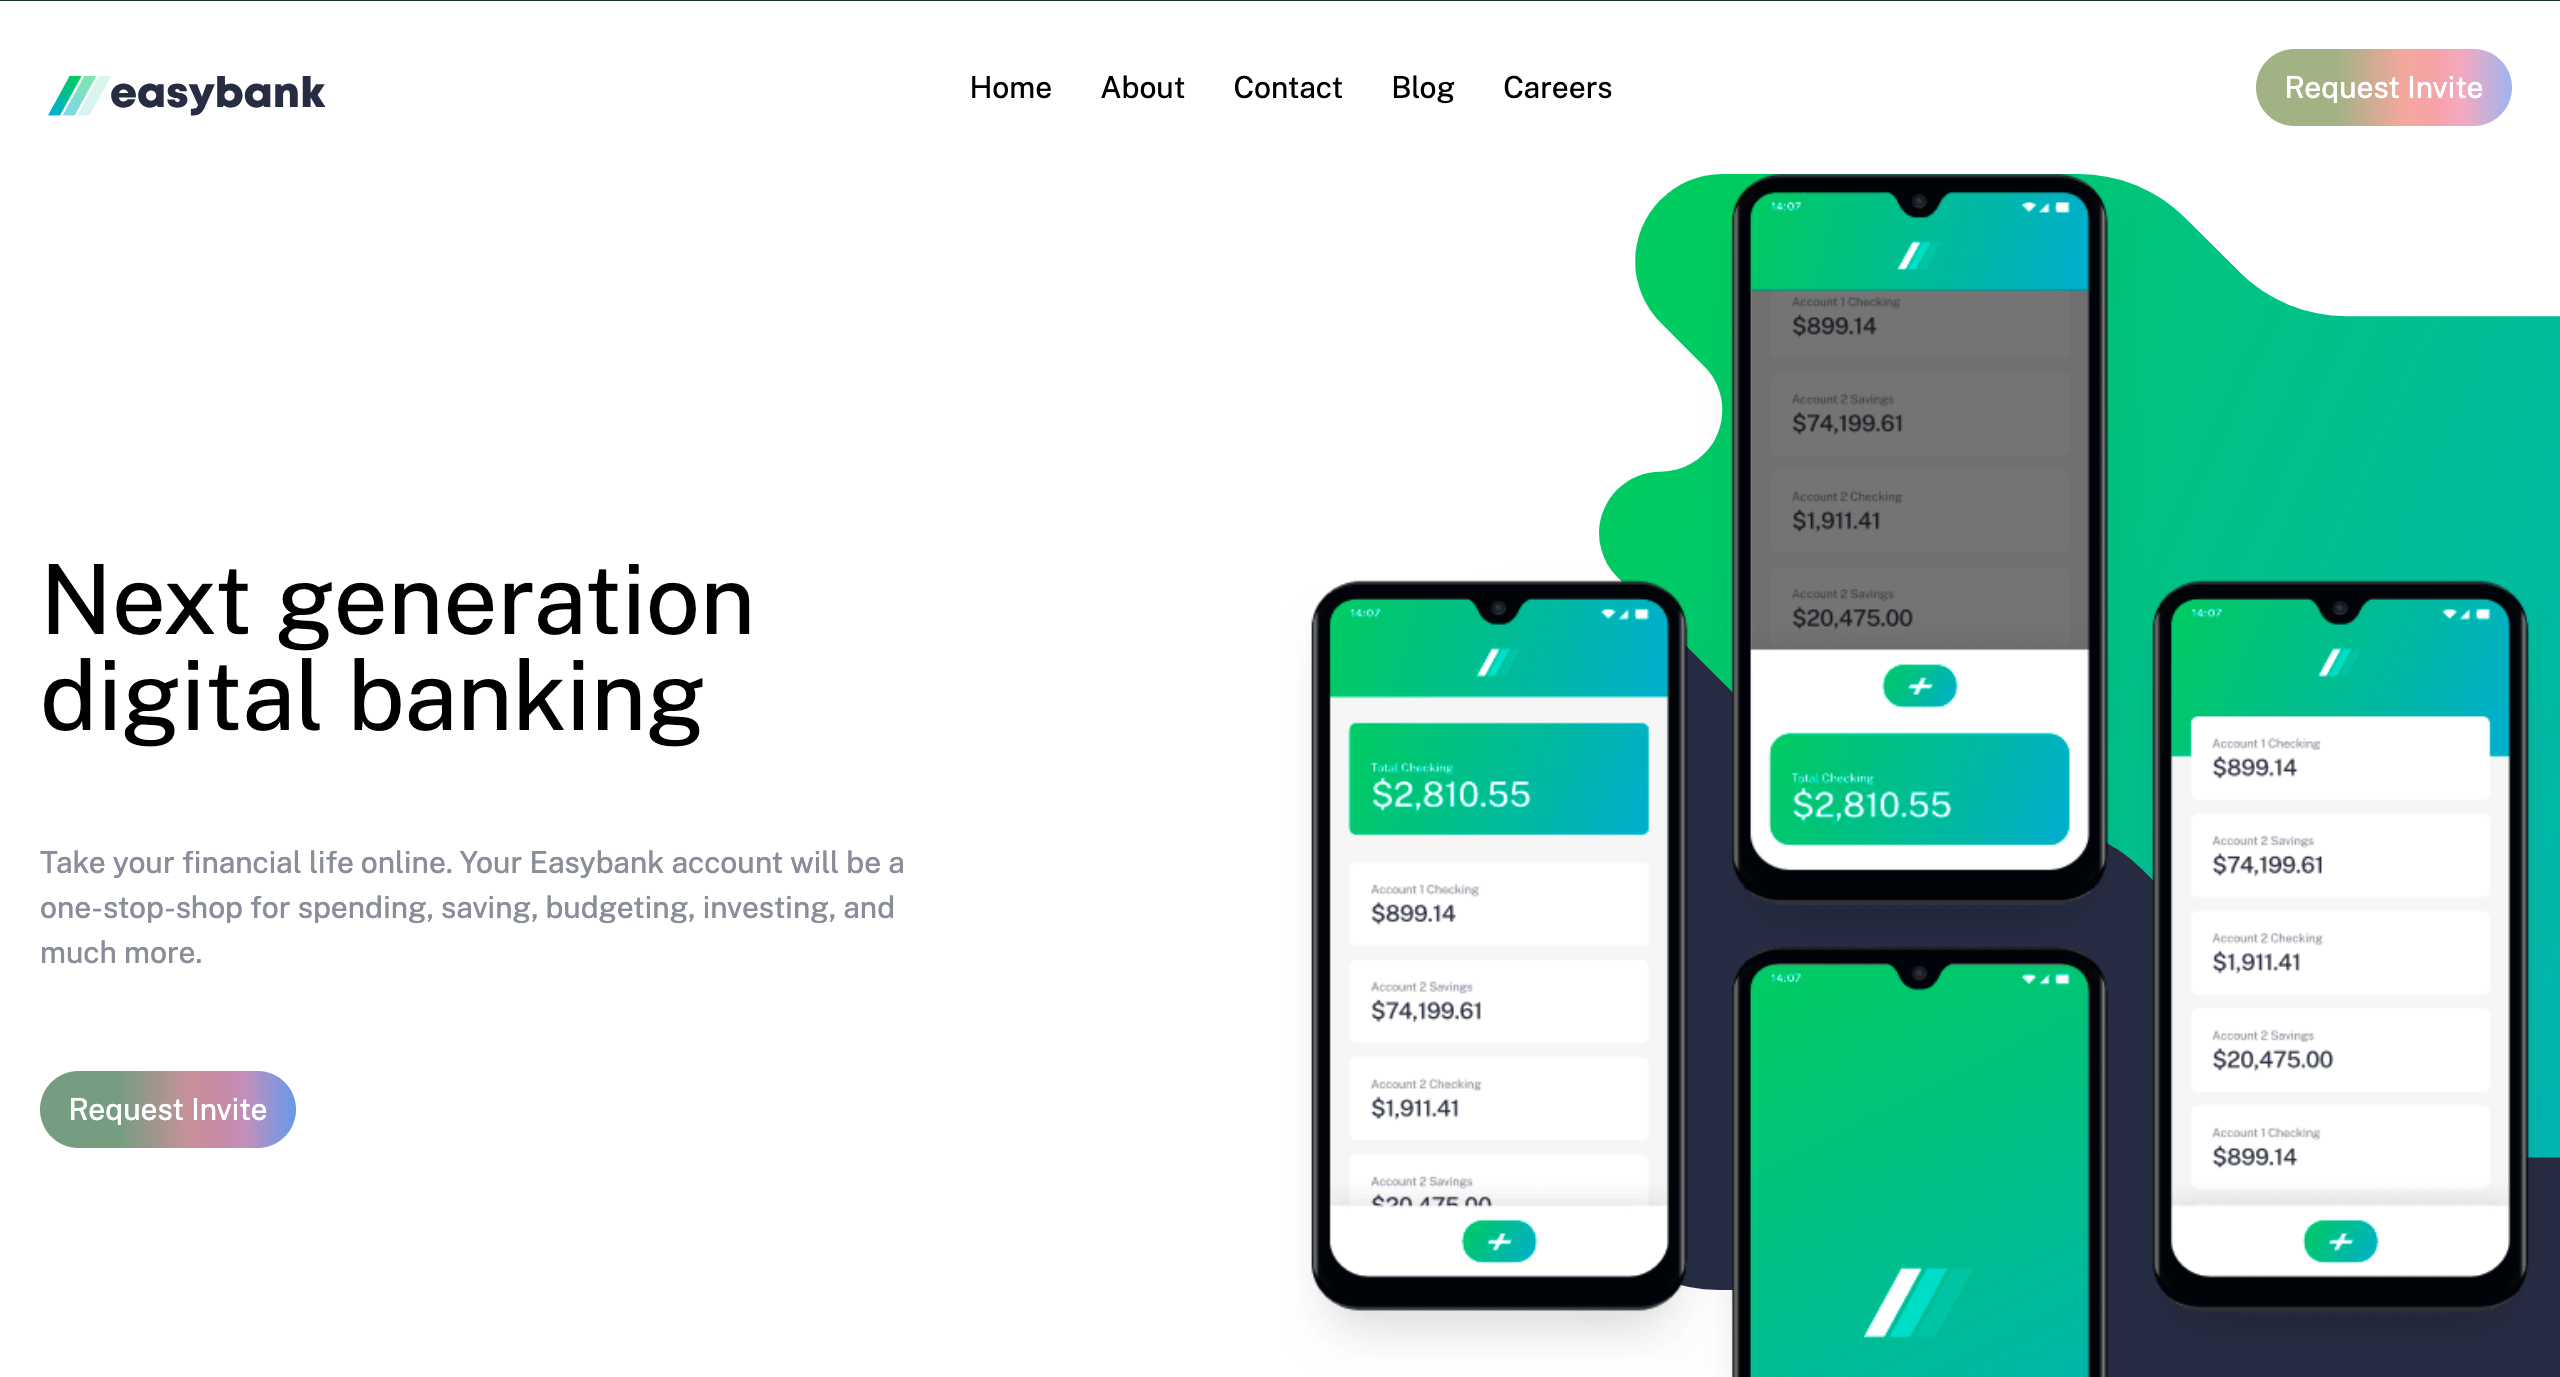 easybank
Home
About
Contact
Blog
Careers
Request Invite
Next generation
digital banking
Take your financial life online. Your Easybank account will be a
one-stop-shop for spending, saving, budgeting, investing, and
much more.
Request Invite
14:07
Total Checking
$2,810.55
Account 1 Checking
$899.14
Account 2 Savings
$74,199.61
Account 2 Checking
$1,911.41
Account 2 Savings
$20,475.00
14:07
Account 1 Checking
$899.14
Account 2 Savings
$74,199.61
Account 2 Checking
$1,911.41
Account 2 Savings
$20,475.00
Total Checking
$2,810.55
14:07
14:07
Account 1 Checking
$899.14
Account 2 Savings
$74,199.61
Account 2 Checking
$1,911.41
Account 2 Savings
$20,475.00
Account 1 Checking
$899.14